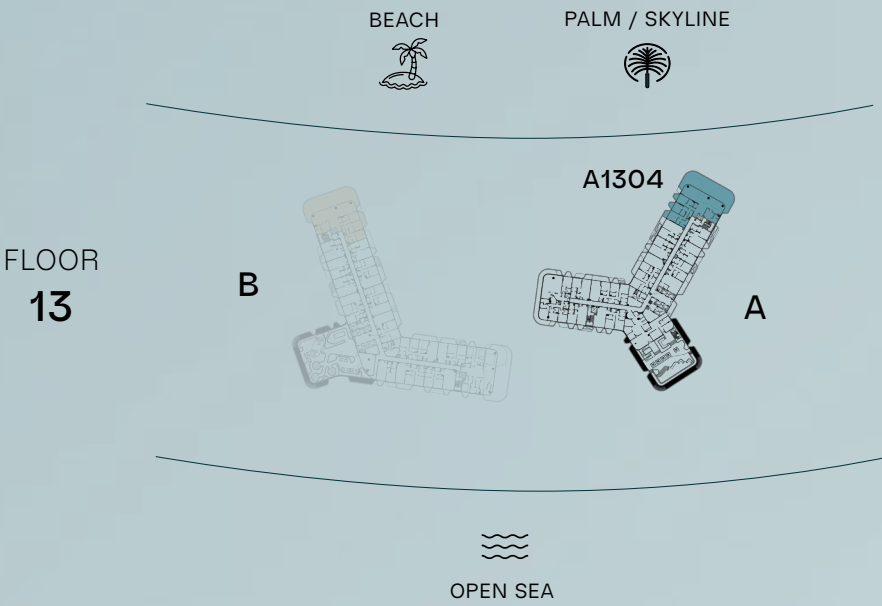 BEACH
PALM / SKYLINE
A1304
FLOOR
13
B
A
OPEN SEA